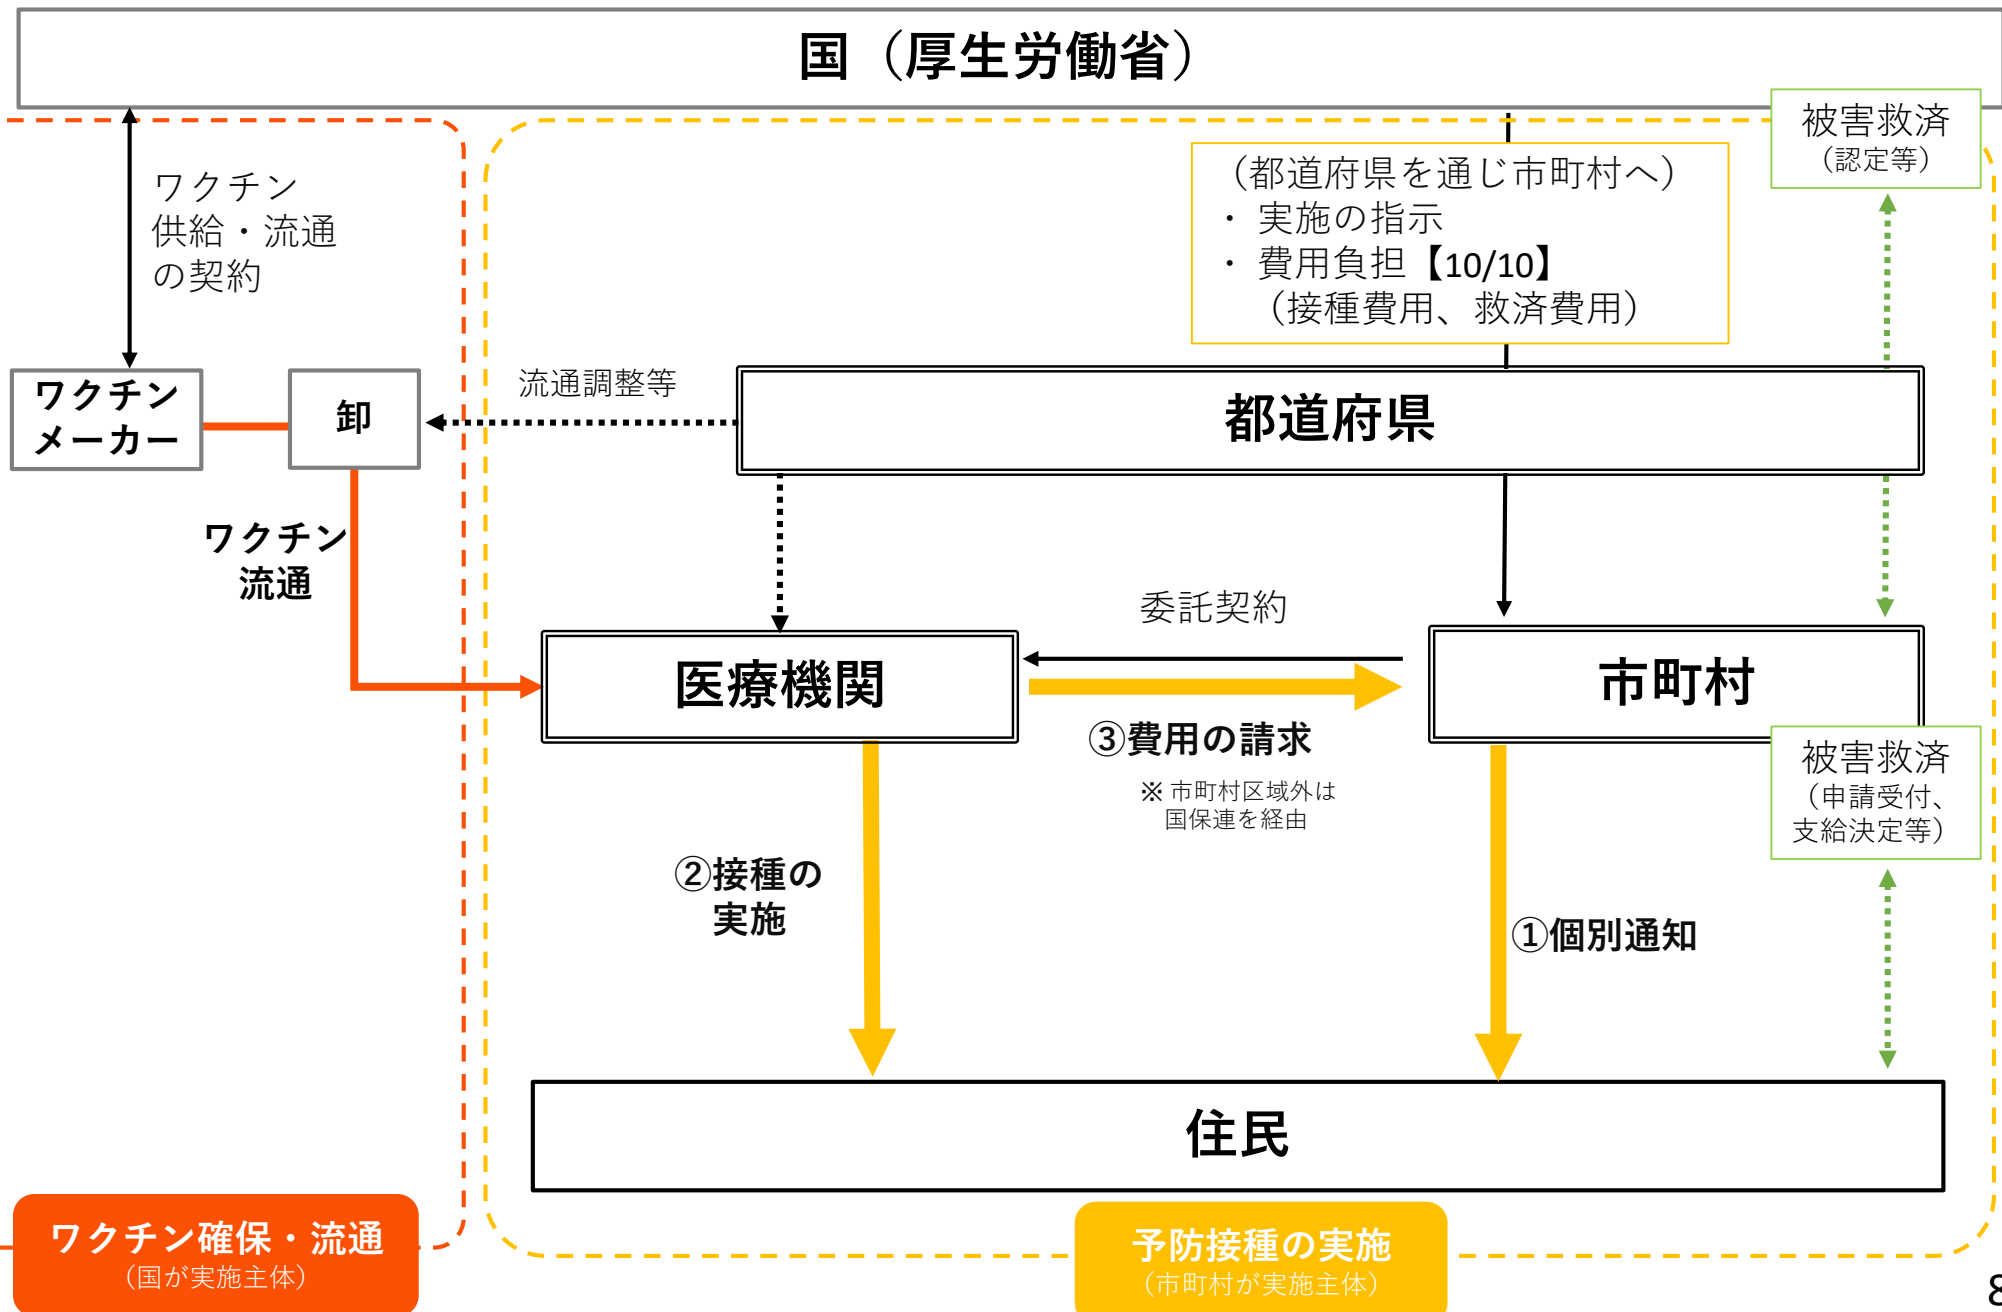 国（厚生労働省）
被害救済
（認定等）
ワクチン
供給・流通
の契約
（都道府県を通じ市町村へ）
・ 実施の指示
・ 費用負担【10/10】
（接種費用、救済費用）
ワクチン
メーカー
卸
流通調整等
都道府県
ワクチン
流通
委託契約
医療機関
市町村
③費用の請求
※ 市町村区域外は
国保連を経由
被害救済
（申請受付、
支給決定等）
②接種の
実施
①個別通知
住民
ワクチン確保・流通
（国が実施主体）
予防接種の実施
（市町村が実施主体）
8